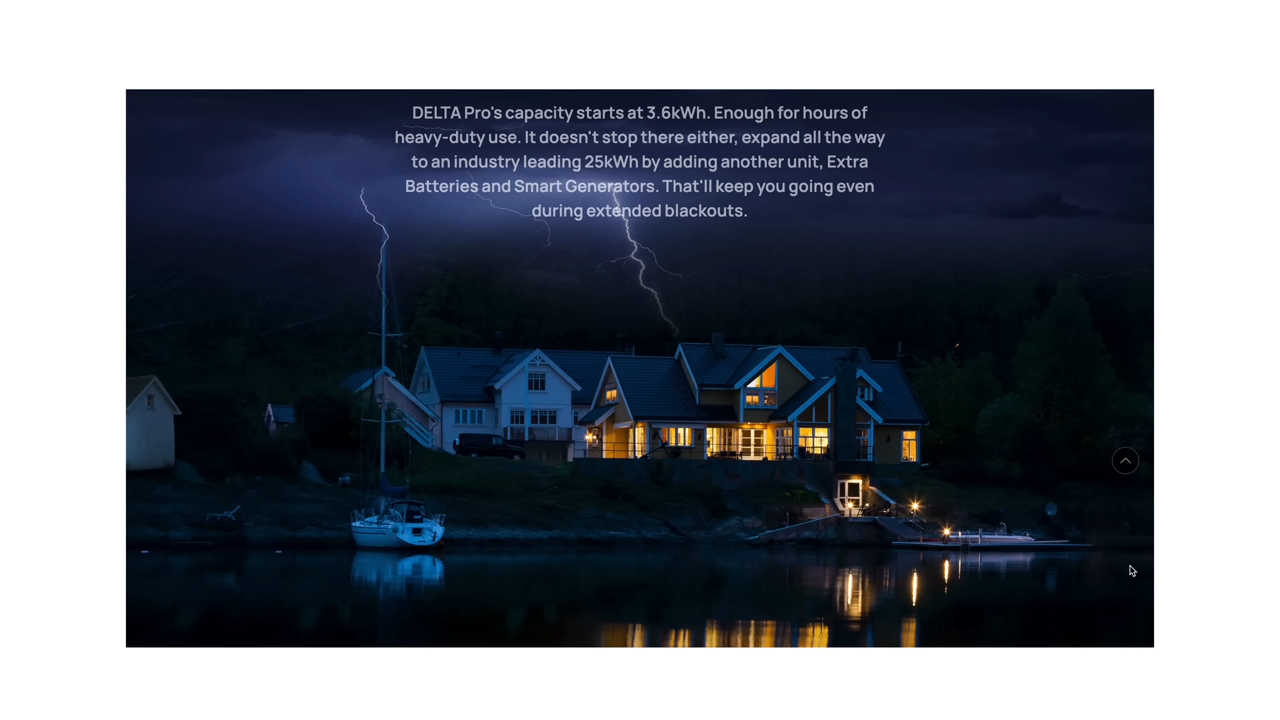 DELTA Pro's capacity starts at 3.6kWh. Enough for hours of
heavy-duty use. It doesn't stop there either, expand all the way
to an industry leading 25kWh by adding another unit, Extra
Batteries and Smart Generators. That'll keep you going even
during extended blackouts.